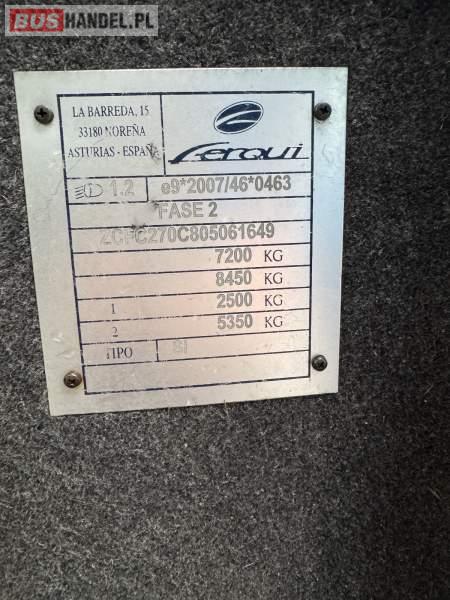 BUSHANDEL.PL
LA BARREDA, 15
33180 NOREÑA
ASTURIAS - ESPAÑA
Ferqui
1.2 e9*2007/46*0463
FASE 2
ZCFC270C805061649
7200 KG
8450 KG
1 2500 KG
2 5350 KG
TIPO